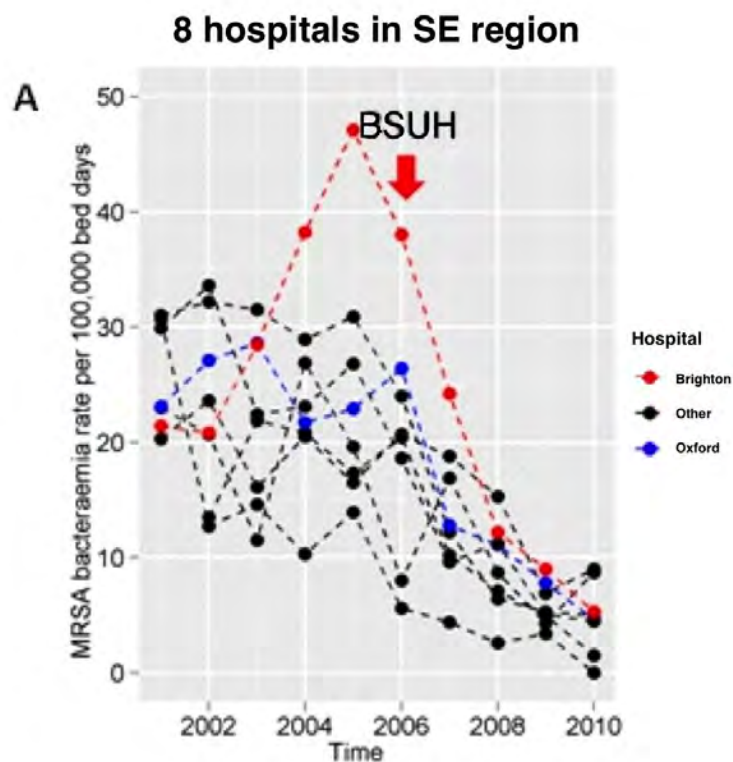 8 hospitals in SE region
A
MRSA bacteraemia rate per 100,000 bed days
50
40
30
20
10
0
BSUH
2002
2004
2006
2008
2010
Time
Hospital
Brighton
Other
Oxford